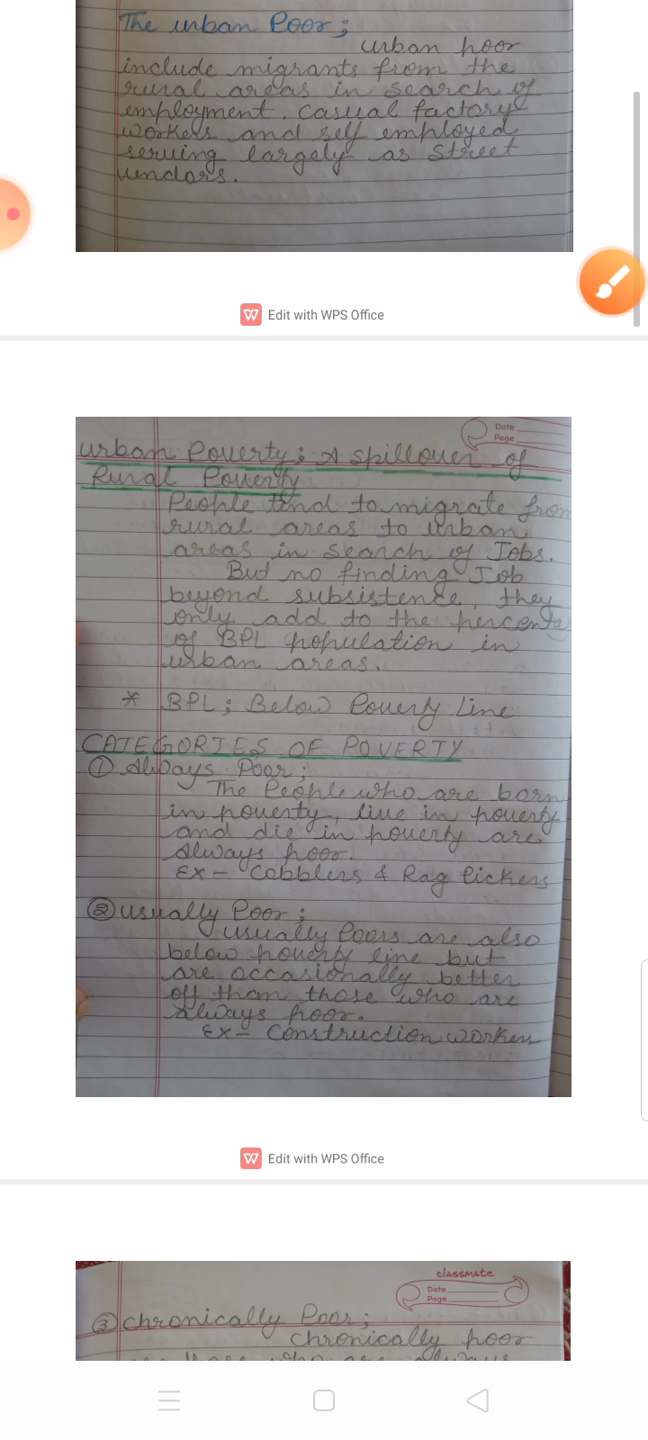 The urban Poor;
urban poor
include migrants from the
rural areas in search of
employment. casual factory
workers and self employed
serving largely as Street
vendors.
Edit with WPS Office
Date
Page
Urban Poverty; A spillover of
Rural Poverty
People tend to migrate from
rural areas to urban
areas in search of Jobs.
But no finding Job
beyond subsistence, they
only add to the percenta
of BPL population in
urban areas.
* BPL; Below Poverty Line
CATEGORIES OF POVERTY
① Always Poor;
The People who are born
in poverty, live in poverty
and die in poverty are
always poor.
Ex - Cobblers & Rag Pickers
② Usually Poor;
Usually Poors are also
below poverty line but
are occasionally better
off than those who are
always poor.
Ex - Construction worker
Edit with WPS Office
classmate
Date
Page
③ Chronically Poor;
Chronically poor
who are always